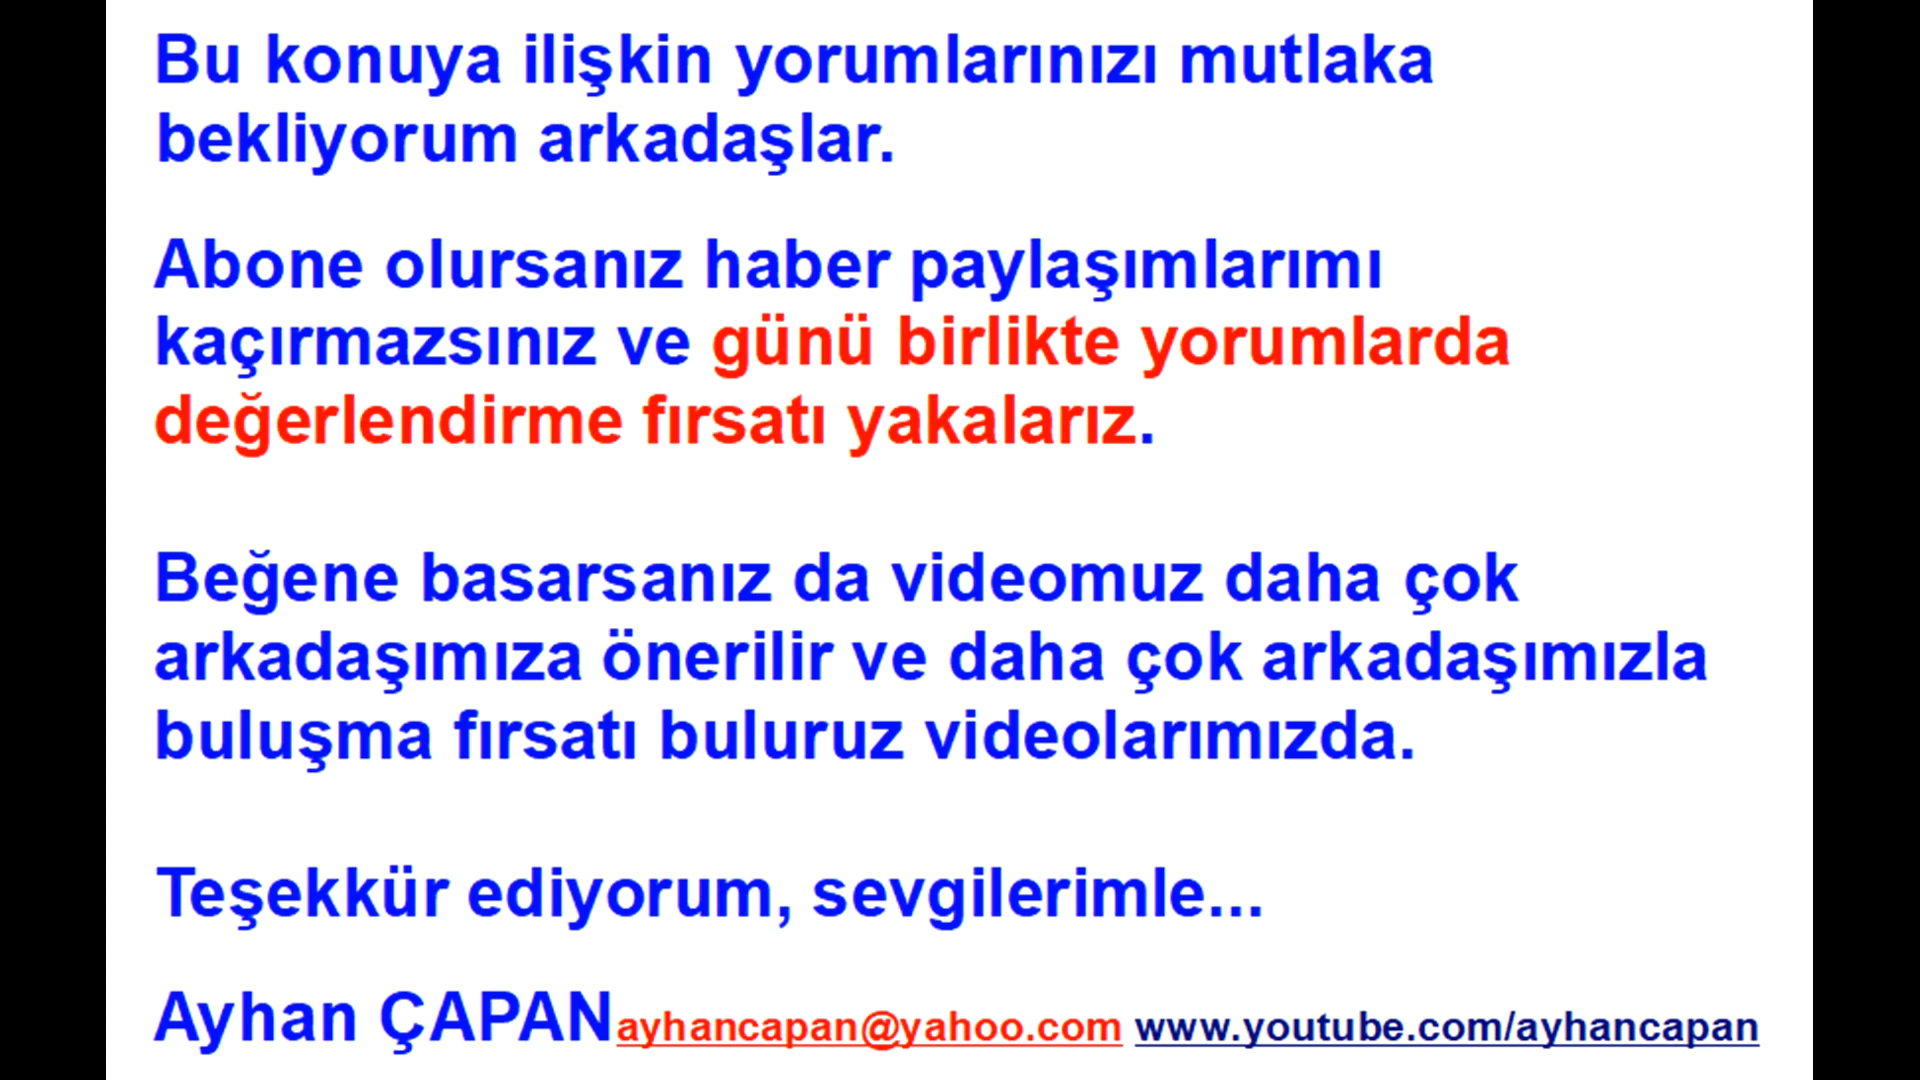 Bu konuya ilişkin yorumlarınızı mutlaka
bekliyorum arkadaşlar.
Abone olursanız haber paylaşımlarımı
kaçırmazsınız ve günü birlikte yorumlarda
değerlendirme fırsatı yakalarız.
Beğene basarsanız da videomuz daha çok
arkadaşımıza önerilir ve daha çok arkadaşımızla
buluşma fırsatı buluruz videolarımızda.
Teşekkür ediyorum, sevgilerimle...
Ayhan ÇAPAN ayhancapan@yahoo.com www.youtube.com/ayhancapan